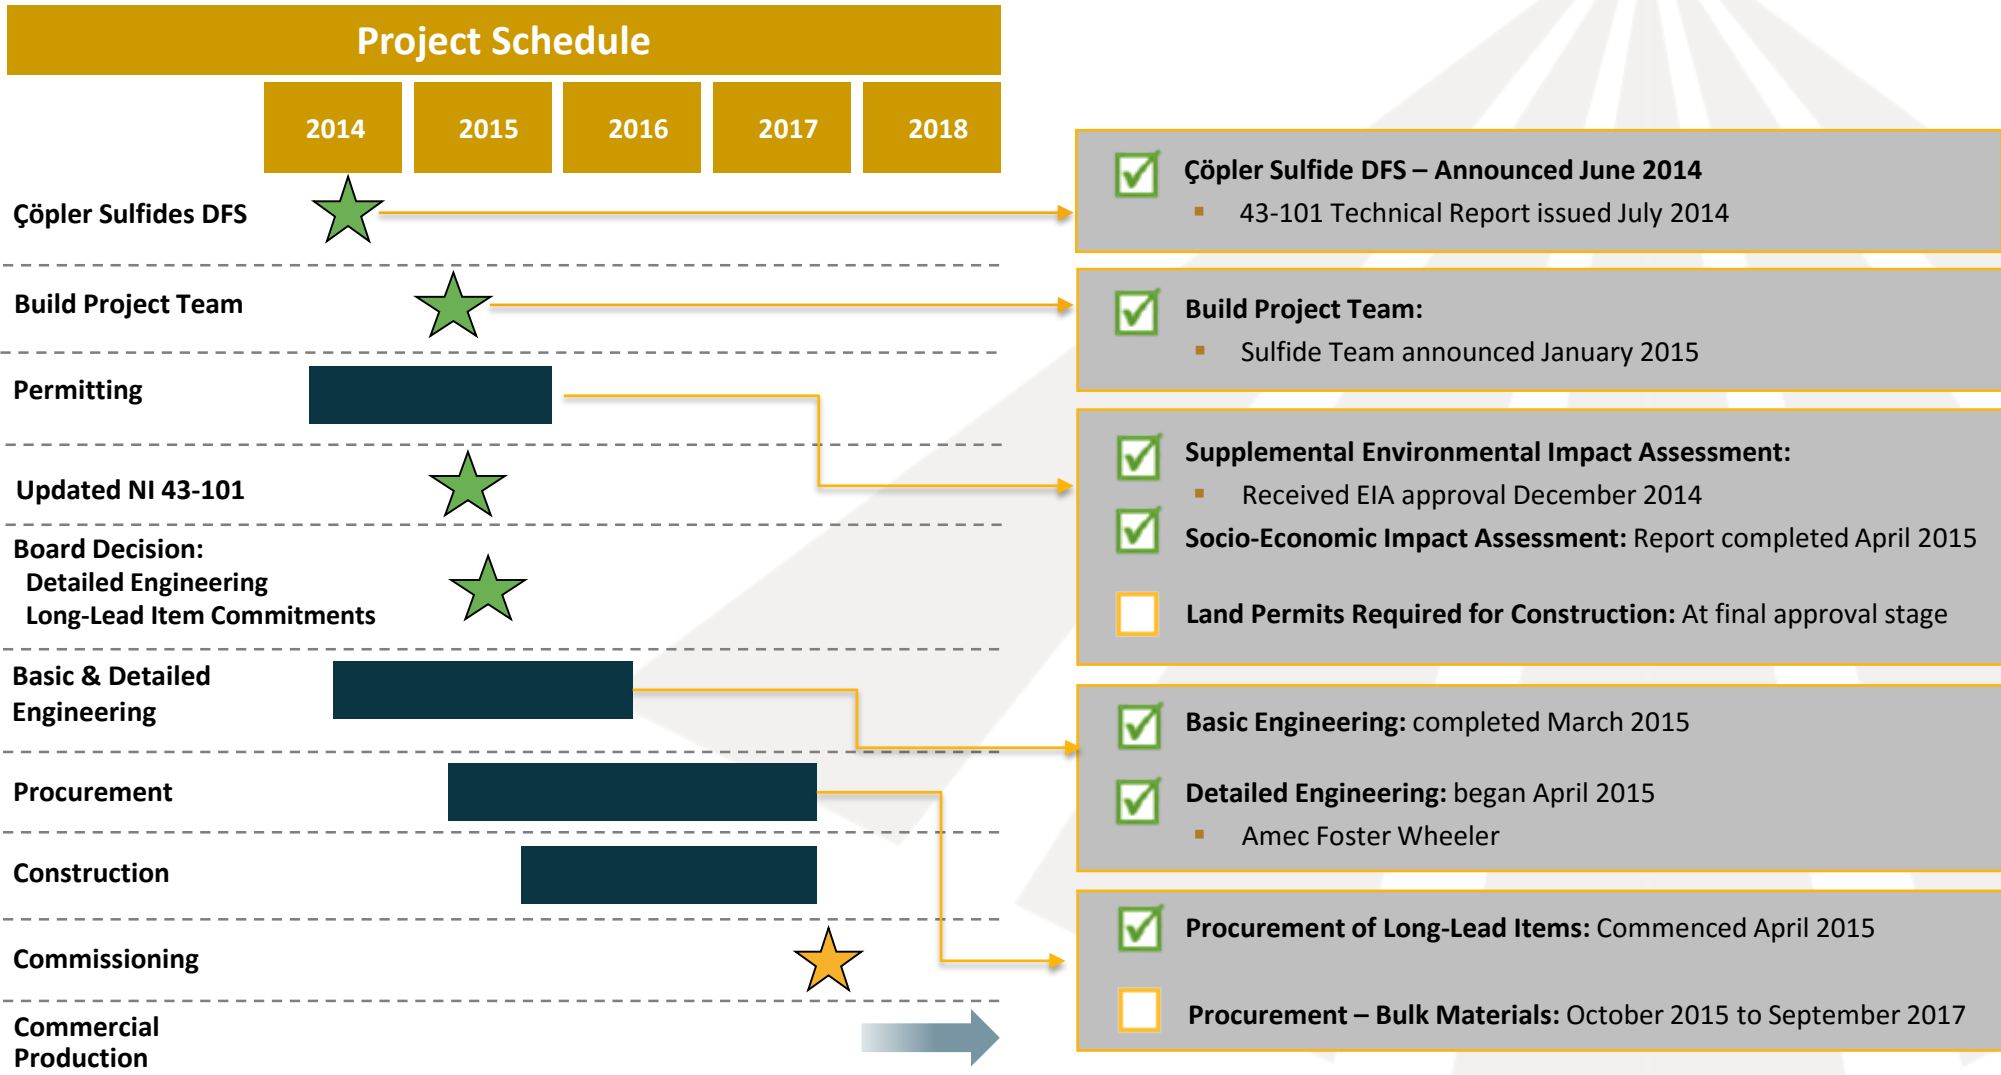 Project Schedule
2014 2015 2016 2017 2018
Çöpler Sulfides DFS
Build Project Team
Permitting
Updated NI 43-101
Board Decision:
Detailed Engineering
Long-Lead Item Commitments
Basic & Detailed
Engineering
Procurement
Construction
Commissioning
Commercial
Production
Çöpler Sulfide DFS – Announced June 2014
▪ 43-101 Technical Report issued July 2014
Build Project Team:
▪ Sulfide Team announced January 2015
Supplemental Environmental Impact Assessment:
▪ Received EIA approval December 2014
Socio-Economic Impact Assessment: Report completed April 2015
Land Permits Required for Construction: At final approval stage
Basic Engineering: completed March 2015
Detailed Engineering: began April 2015
▪ Amec Foster Wheeler
Procurement of Long-Lead Items: Commenced April 2015
Procurement – Bulk Materials: October 2015 to September 2017